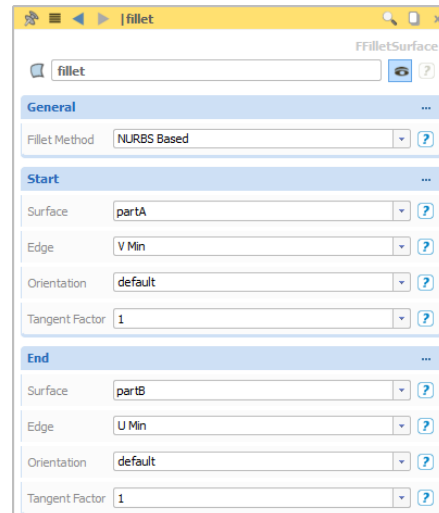 |fillet
FFilletSurface
fillet ?
General ...
Fillet Method NURBS Based ?
Start ...
Surface partA ?
Edge V Min ?
Orientation default ?
Tangent Factor 1 ?
End ...
Surface partB ?
Edge U Min ?
Orientation default ?
Tangent Factor 1 ?